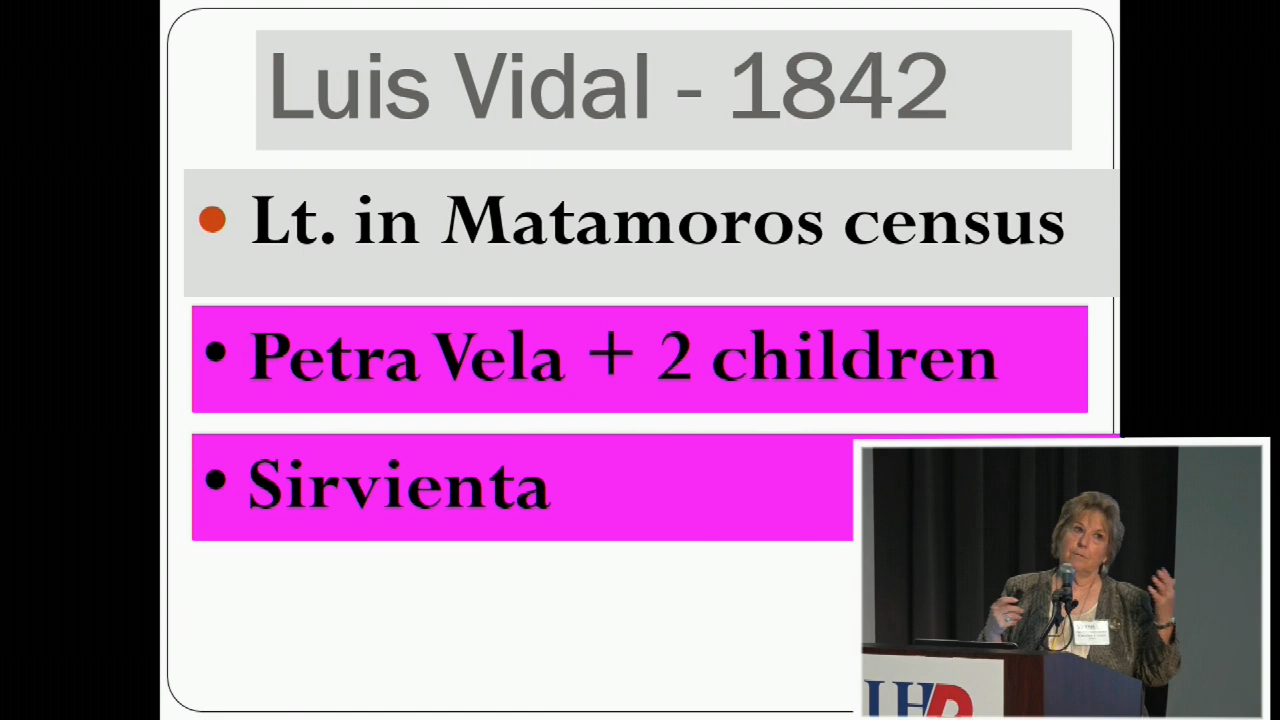 Luis Vidal - 1842
• Lt. in Matamoros census
• Petra Vela + 2 children
• Sirvienta